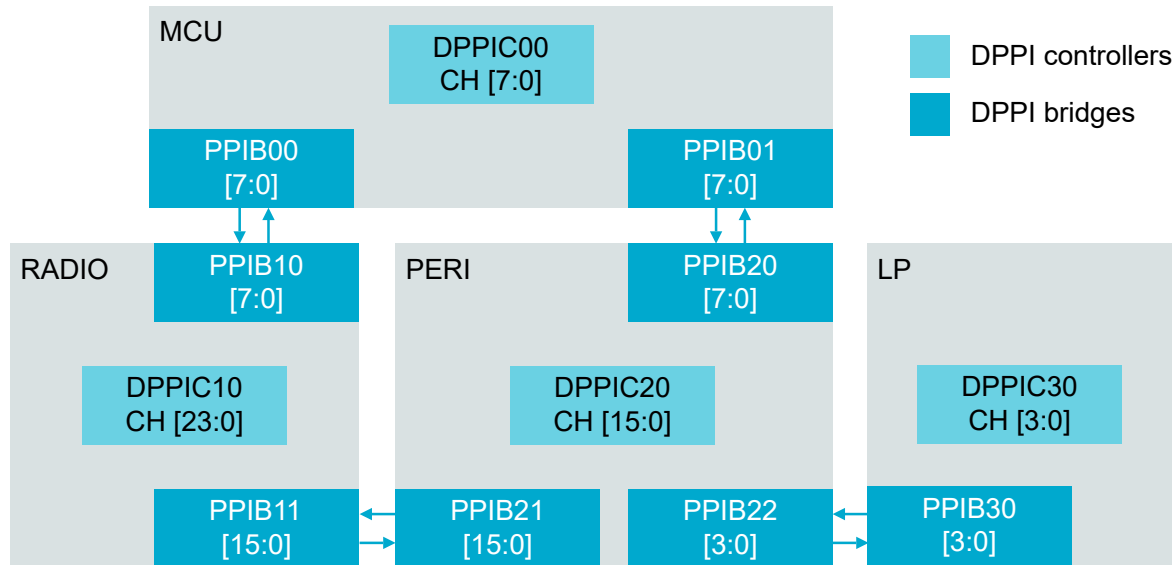 MCU
DPPIC00
CH [7:0]
DPPI controllers
DPPI bridges
PPIB00
[7:0]
PPIB01
[7:0]
RADIO
PPIB10
[7:0]
PERI
PPIB20
[7:0]
LP
DPPIC10
CH [23:0]
DPPIC20
CH [15:0]
DPPIC30
CH [3:0]
PPIB11
[15:0]
PPIB21
[15:0]
PPIB22
[3:0]
PPIB30
[3:0]